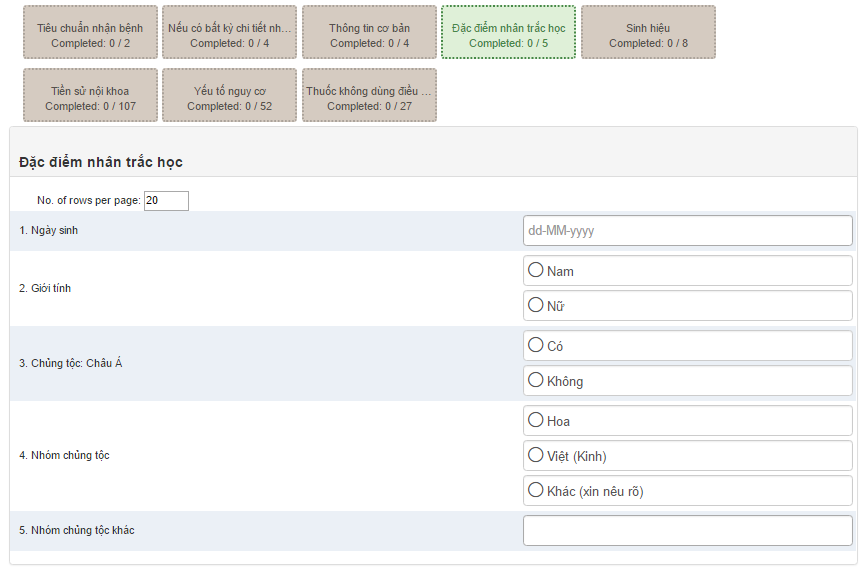 Tiêu chuẩn nhận bệnh
Completed: 0 / 2
Nếu có bất kỳ chi tiết nh...
Completed: 0 / 4
Thông tin cơ bản
Completed: 0 / 4
Đặc điểm nhân trắc học
Completed: 0 / 5
Sinh hiệu
Completed: 0 / 8
Tiền sử nội khoa
Completed: 0 / 107
Yếu tố nguy cơ
Completed: 0 / 52
Thuốc không dùng điều ...
Completed: 0 / 27
Đặc điểm nhân trắc học
No. of rows per page: 20
1. Ngày sinh
dd-MM-yyyy
2. Giới tính
Nam
Nữ
3. Chủng tộc: Châu Á
Có
Không
4. Nhóm chủng tộc
Hoa
Việt (Kinh)
Khác (xin nêu rõ)
5. Nhóm chủng tộc khác